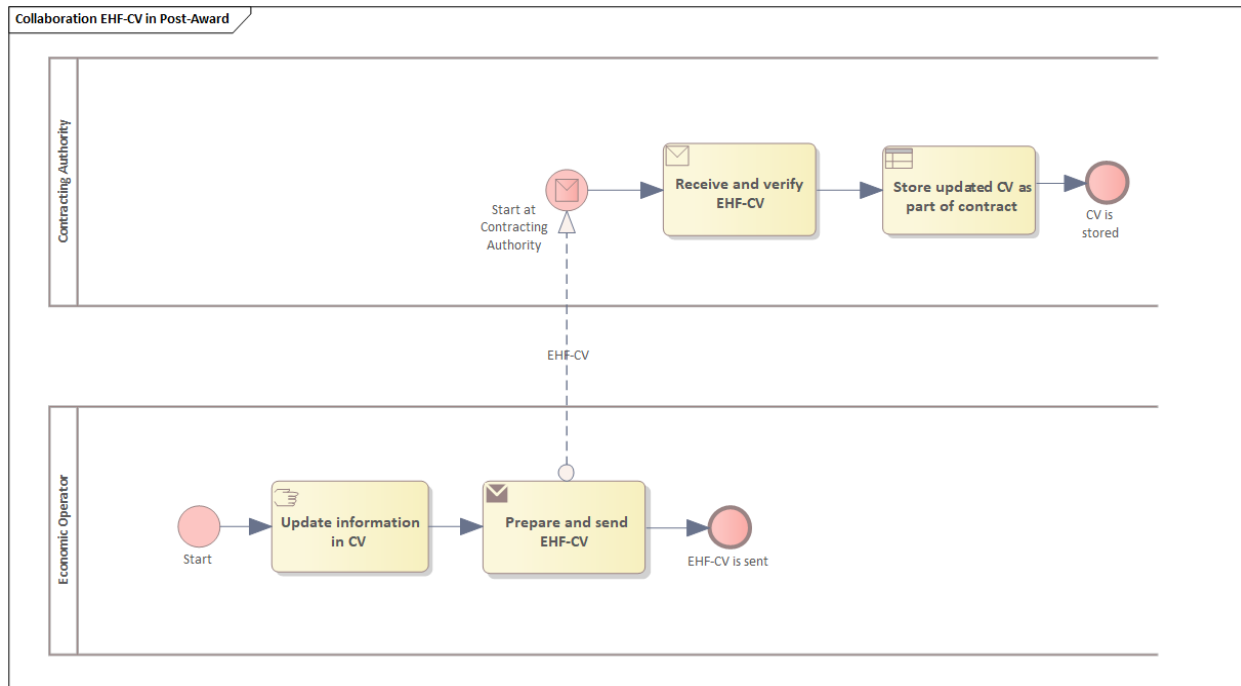 Collaboration EHF-CV in Post-Award
Contracting Authority
Receive and verify
EHF-CV
Store updated CV as
part of contract
Start at
Contracting
Authority
CV is
stored
EHF-CV
Economic Operator
Update information
in CV
Prepare and send
EHF-CV
Start
EHF-CV is sent